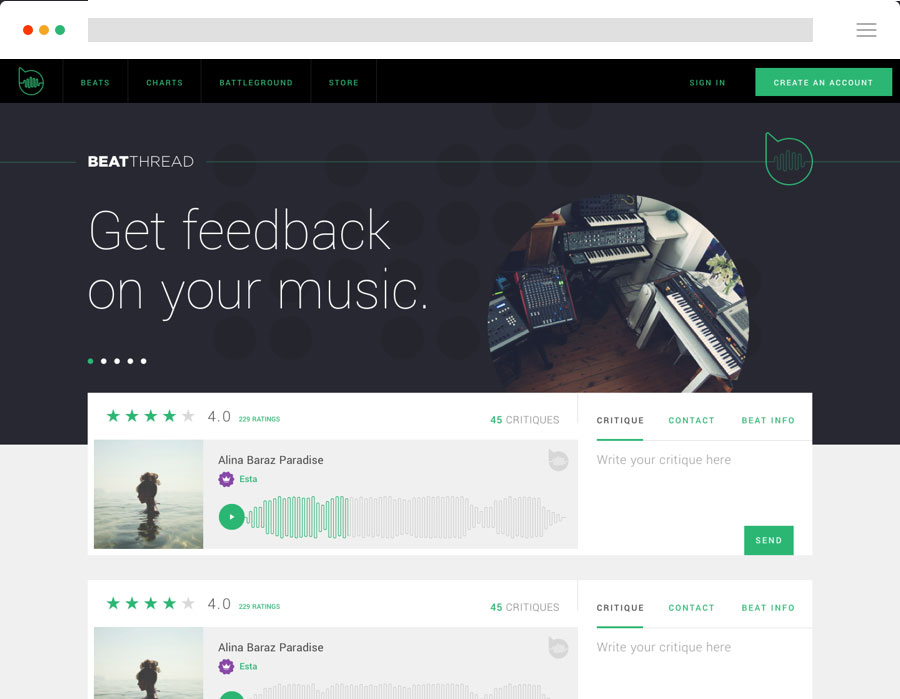 BEATS CHARTS BATTLEGROUND STORE SIGN IN CREATE AN ACCOUNT
BEATTHREAD
Get feedback
on your music.
4.0 229 RATINGS 45 CRITIQUES
CRITIQUE CONTACT BEAT INFO
Alina Baraz Paradise
Esta
Write your critique here
SEND
4.0 229 RATINGS 45 CRITIQUES
CRITIQUE CONTACT BEAT INFO
Alina Baraz Paradise
Esta
Write your critique here